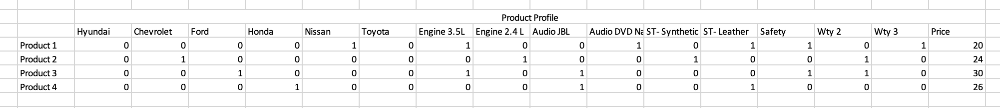 Product Profile
Hyundai Chevrolet Ford Honda Nissan Toyota Engine 3.5L Engine 2.4 L Audio JBL Audio DVD Na ST- Synthetic ST- Leather Safety Wty 2 Wty 3 Price
Product 1 0 0 0 0 1 0 1 0 0 1 0 1 1 0 1 20
Product 2 0 1 0 0 0 0 0 1 0 0 1 0 0 1 0 24
Product 3 0 0 1 0 0 0 1 0 1 0 0 0 1 1 0 30
Product 4 0 0 0 1 0 0 0 0 1 0 0 1 0 0 0 26